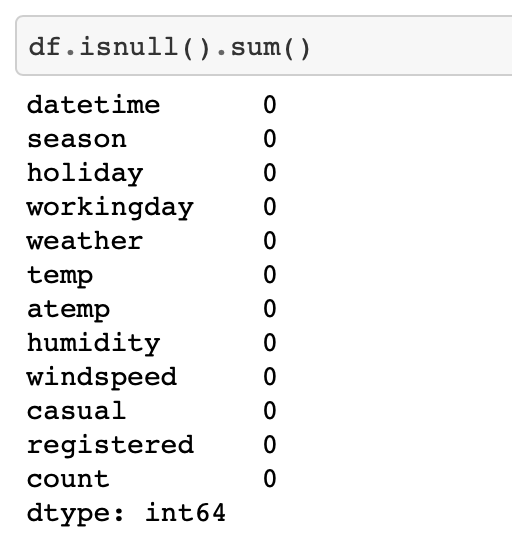 df.isnull().sum()
datetime 0
season 0
holiday 0
workingday 0
weather 0
temp 0
atemp 0
humidity 0
windspeed 0
casual 0
registered 0
count 0
dtype: int64